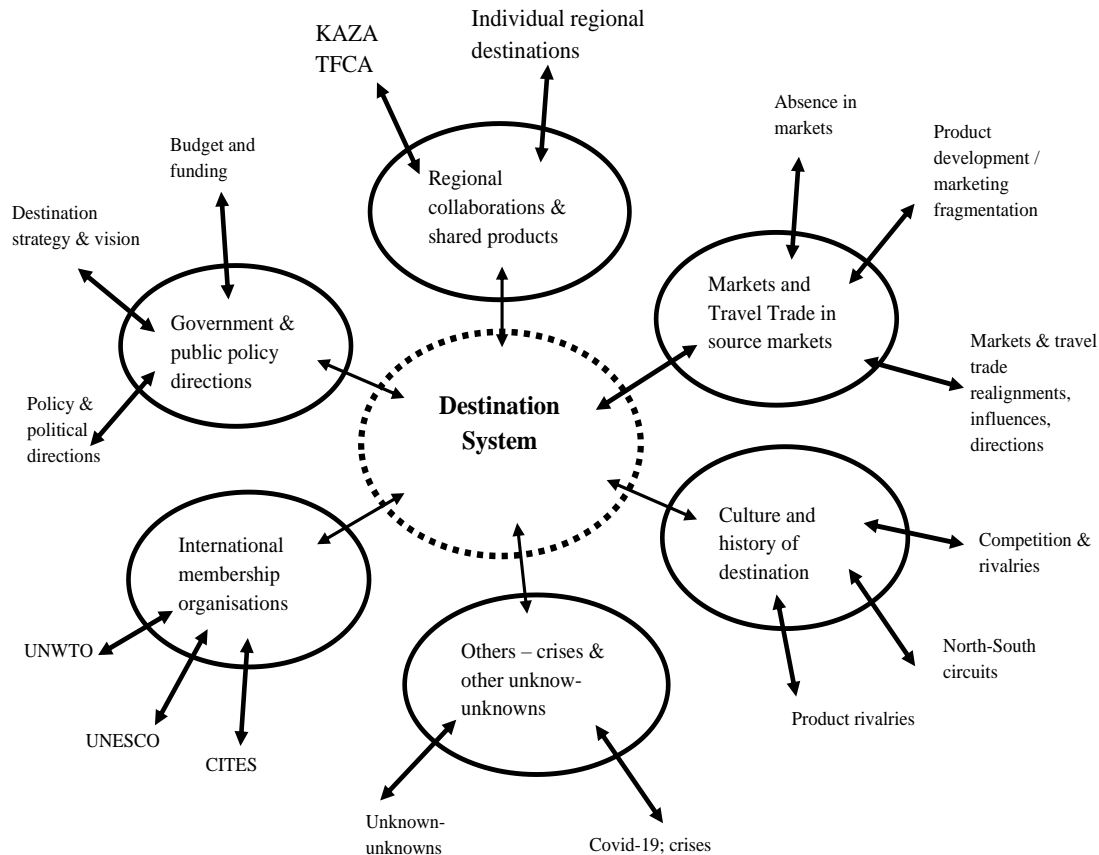 KAZA
TFCA
Individual regional
destinations
Absence in
markets
Product
development /
marketing
fragmentation
Budget and
funding
Destination
strategy & vision
Regional
collaborations &
shared products
Government &
public policy
directions
Markets and
Travel Trade in
source markets
Markets & travel
trade
realignments,
influences,
directions
Policy &
political
directions
Destination
System
International
membership
organisations
Culture and
history of
destination
Competition &
rivalries
UNWTO
UNESCO
CITES
Others – crises &
other unknow-
unknowns
North-South
circuits
Product rivalries
Unknown-
unknowns
Covid-19; crises